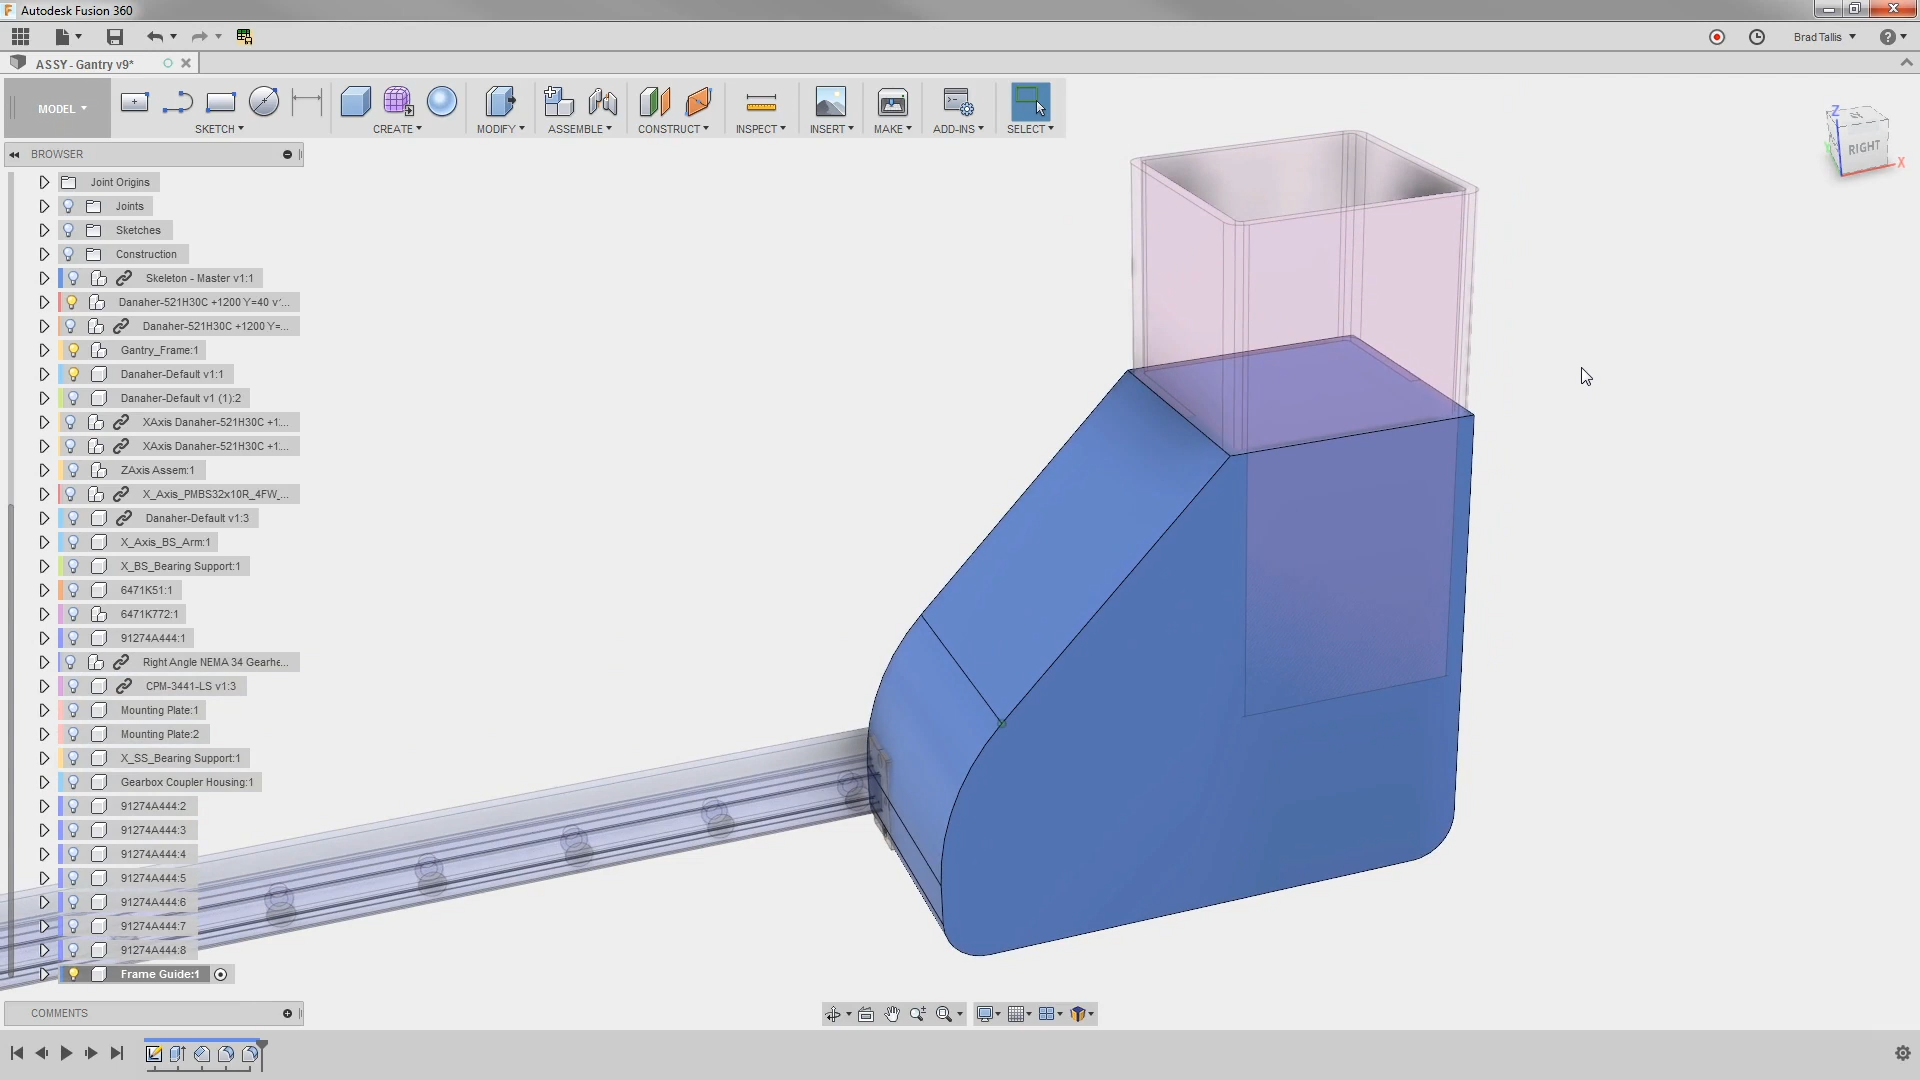 Autodesk Fusion 360
Brad Tallis
ASSY - Gantry v9*
MODEL
SKETCH
CREATE
MODIFY
ASSEMBLE
CONSTRUCT
INSPECT
INSERT
MAKE
ADD-INS
SELECT
Z
RIGHT
X
BROWSER
Joint Origins
Joints
Sketches
Construction
Skeleton - Master v1:1
Danaher-521H30C +1200 Y=40 v'...
Danaher-521H30C +1200 Y=...
Gantry_Frame:1
Danaher-Default v1:1
Danaher-Default v1 (1):2
XAxis Danaher-521H30C +1...
XAxis Danaher-521H30C +1...
ZAxis Assem:1
X_Axis_PMBS32x10R_4FW_...
Danaher-Default v1:3
X_Axis_BS_Arm:1
X_BS_Bearing Support:1
6471K51:1
6471K772:1
91274A444:1
Right Angle NEMA 34 Gearhe...
CPM-3441-LS v1:3
Mounting Plate:1
Mounting Plate:2
X_SS_Bearing Support:1
Gearbox Coupler Housing:1
91274A444:2
91274A444:3
91274A444:4
91274A444:5
91274A444:6
91274A444:7
91274A444:8
Frame Guide:1
COMMENTS